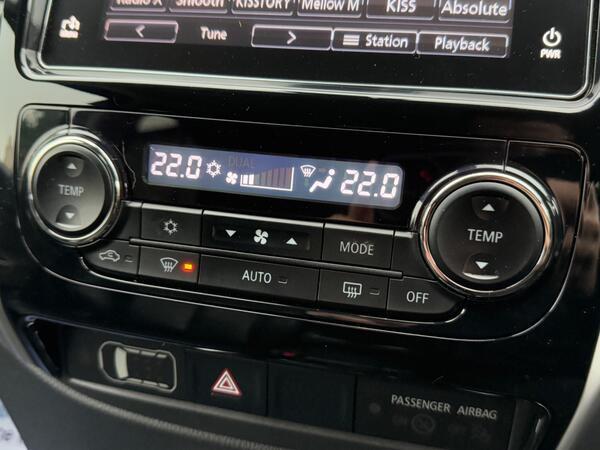 Radio X Smooth KISSTORY Mellow M KISS Absolute
< Tune > Station Playback
PWR
22.0 DUAL 22.0
TEMP
TEMP
MODE
AUTO
OFF
PASSENGER AIRBAG